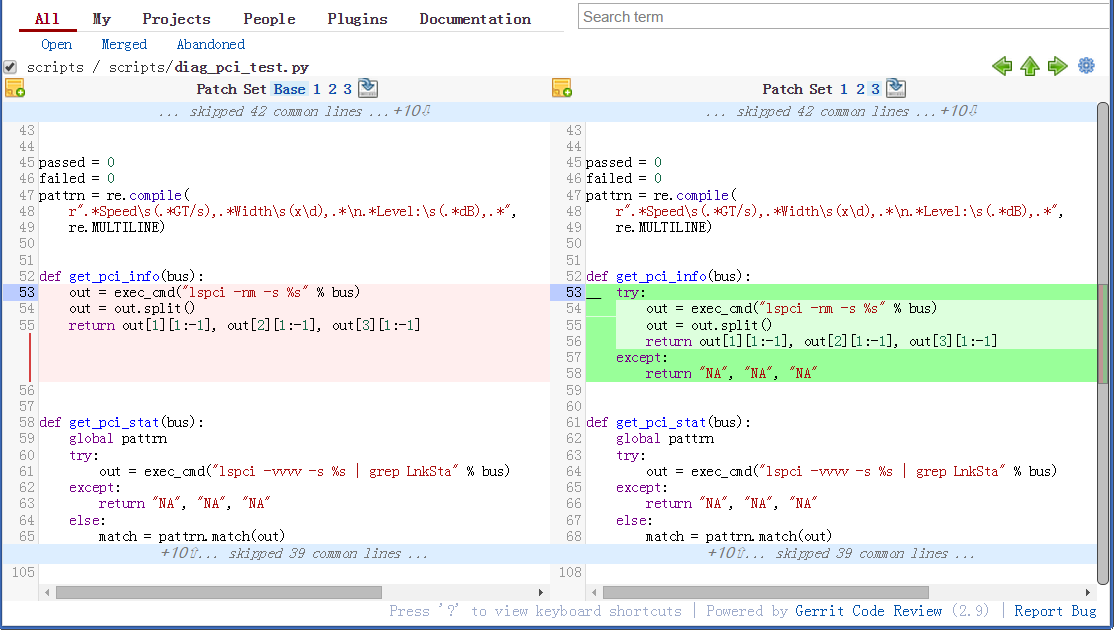 All My Projects People Plugins Documentation Search term
Open Merged Abandoned
scripts / scripts/diag_pci_test.py
Patch Set Base 1 2 3
... skipped 42 common lines ... +10⇩
43
44
45 passed = 0
46 failed = 0
47 pattrn = re.compile(
48 r".*Speed\s(.*GT/s),.*Width\s(x\d),.*\n.*Level:\s(.*dB),.*",
49 re.MULTILINE)
50
51
52 def get_pci_info(bus):
53 out = exec_cmd("lspci -nm -s %s" % bus)
54 out = out.split()
55 return out[1][1:-1], out[2][1:-1], out[3][1:-1]
56
57
58 def get_pci_stat(bus):
59 global pattrn
60 try:
61 out = exec_cmd("lspci -vvvv -s %s | grep LnkSta" % bus)
62 except:
63 return "NA", "NA", "NA"
64 else:
65 match = pattrn.match(out)
+10⇧... skipped 39 common lines ...
105
Patch Set 1 2 3
... skipped 42 common lines ... +10⇩
43
44
45 passed = 0
46 failed = 0
47 pattrn = re.compile(
48 r".*Speed\s(.*GT/s),.*Width\s(x\d),.*\n.*Level:\s(.*dB),.*",
49 re.MULTILINE)
50
51
52 def get_pci_info(bus):
53 try:
54 out = exec_cmd("lspci -nm -s %s" % bus)
55 out = out.split()
56 return out[1][1:-1], out[2][1:-1], out[3][1:-1]
57 except:
58 return "NA", "NA", "NA"
59
60
61 def get_pci_stat(bus):
62 global pattrn
63 try:
64 out = exec_cmd("lspci -vvvv -s %s | grep LnkSta" % bus)
65 except:
66 return "NA", "NA", "NA"
67 else:
68 match = pattrn.match(out)
+10⇧... skipped 39 common lines ...
108
Press '?' to view keyboard shortcuts | Powered by Gerrit Code Review (2.9) | Report Bug